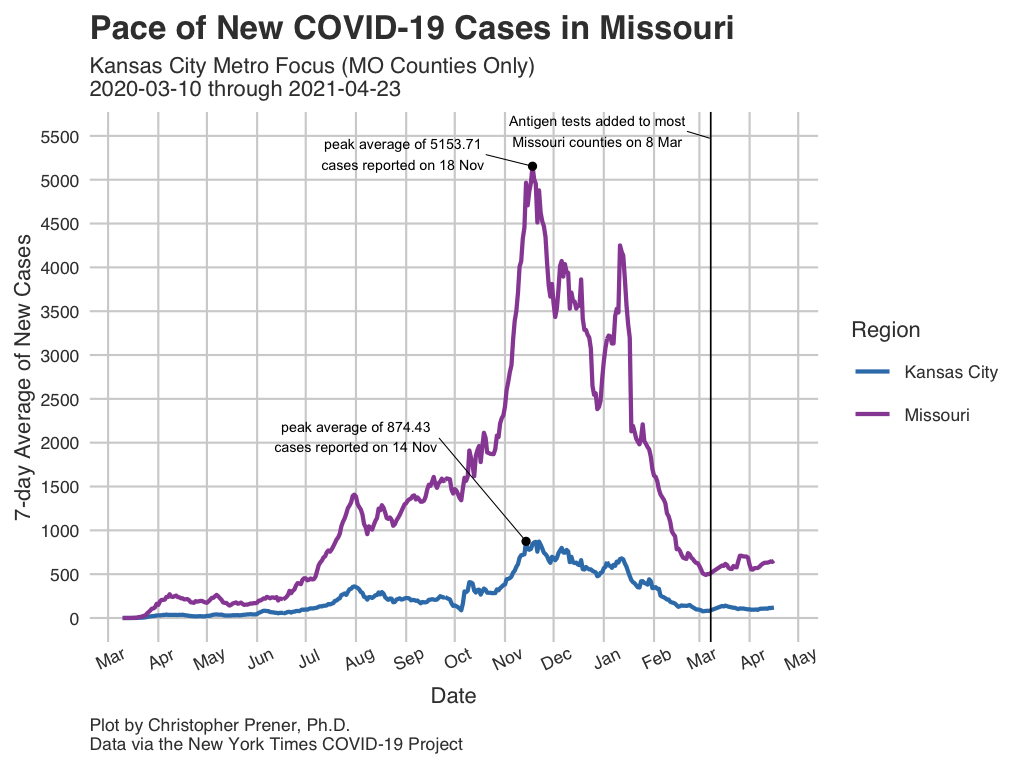 Pace of New COVID-19 Cases in Missouri
Kansas City Metro Focus (MO Counties Only)
2020-03-10 through 2021-04-23
Antigen tests added to most
Missouri counties on 8 Mar
peak average of 5153.71
cases reported on 18 Nov
peak average of 874.43
cases reported on 14 Nov
7-day Average of New Cases
5500
5000
4500
4000
3500
3000
2500
2000
1500
1000
500
0
Mar Apr May Jun Jul Aug Sep Oct Nov Dec Jan Feb Mar Apr May
Date
Region
Kansas City
Missouri
Plot by Christopher Prener, Ph.D.
Data via the New York Times COVID-19 Project